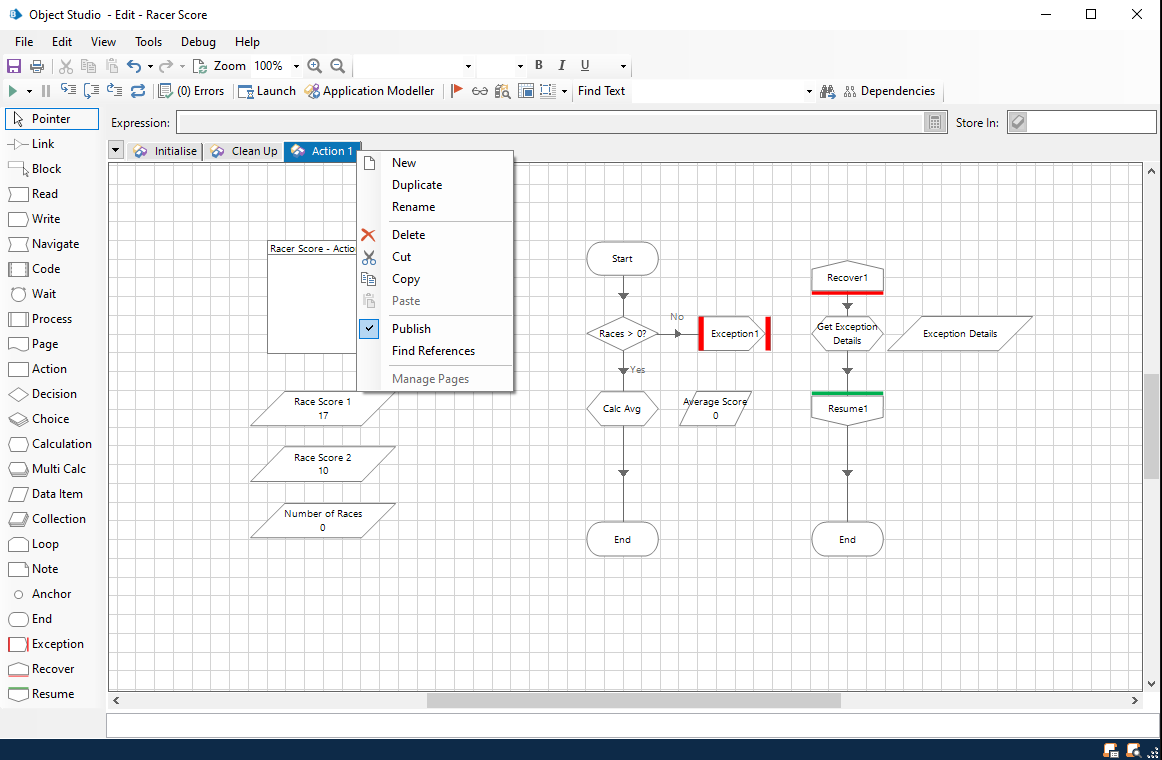 Object Studio - Edit - Racer Score
File Edit View Tools Debug Help
Zoom 100% B I U
(0) Errors Launch Application Modeller Find Text Dependencies
Pointer
Link
Block
Read
Write
Navigate
Code
Wait
Process
Page
Action
Decision
Choice
Calculation
Multi Calc
Data Item
Collection
Loop
Note
Anchor
End
Exception
Recover
Resume
Expression: Store In:
Initialise Clean Up Action 1
New
Duplicate
Rename
Delete
Cut
Copy
Paste
Publish
Find References
Manage Pages
Racer Score - Actio
Race Score 1
17
Race Score 2
10
Number of Races
0
Start
Races > 0?
No
Exception1
Yes
Calc Avg
Average Score
0
End
Recover1
Get Exception
Details
Exception Details
Resume1
End